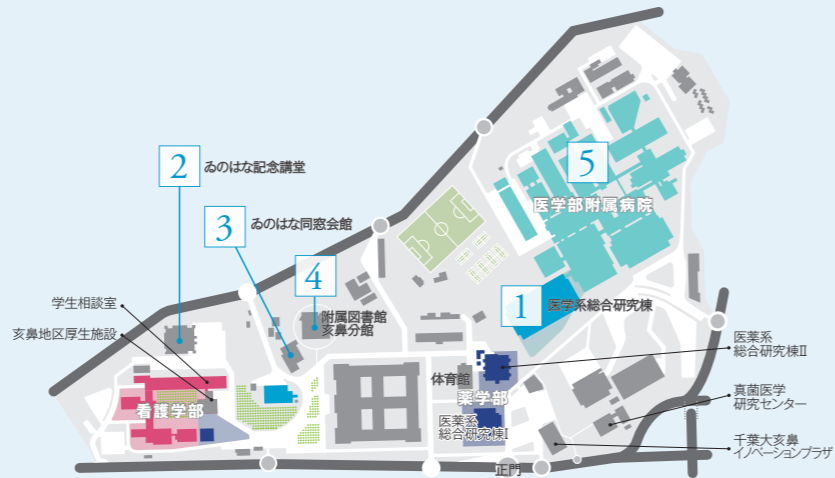 2
ゐのはな記念講堂
3
ゐのはな同窓会館
4
附属図書館
亥鼻分館
5
医学部附属病院
1
医学系総合研究棟
学生相談室
亥鼻地区厚生施設
看護学部
体育館
薬学部
医薬系
総合研究棟I
医薬系
総合研究棟II
真菌医学
研究センター
千葉大亥鼻
イノベーションプラザ
正門